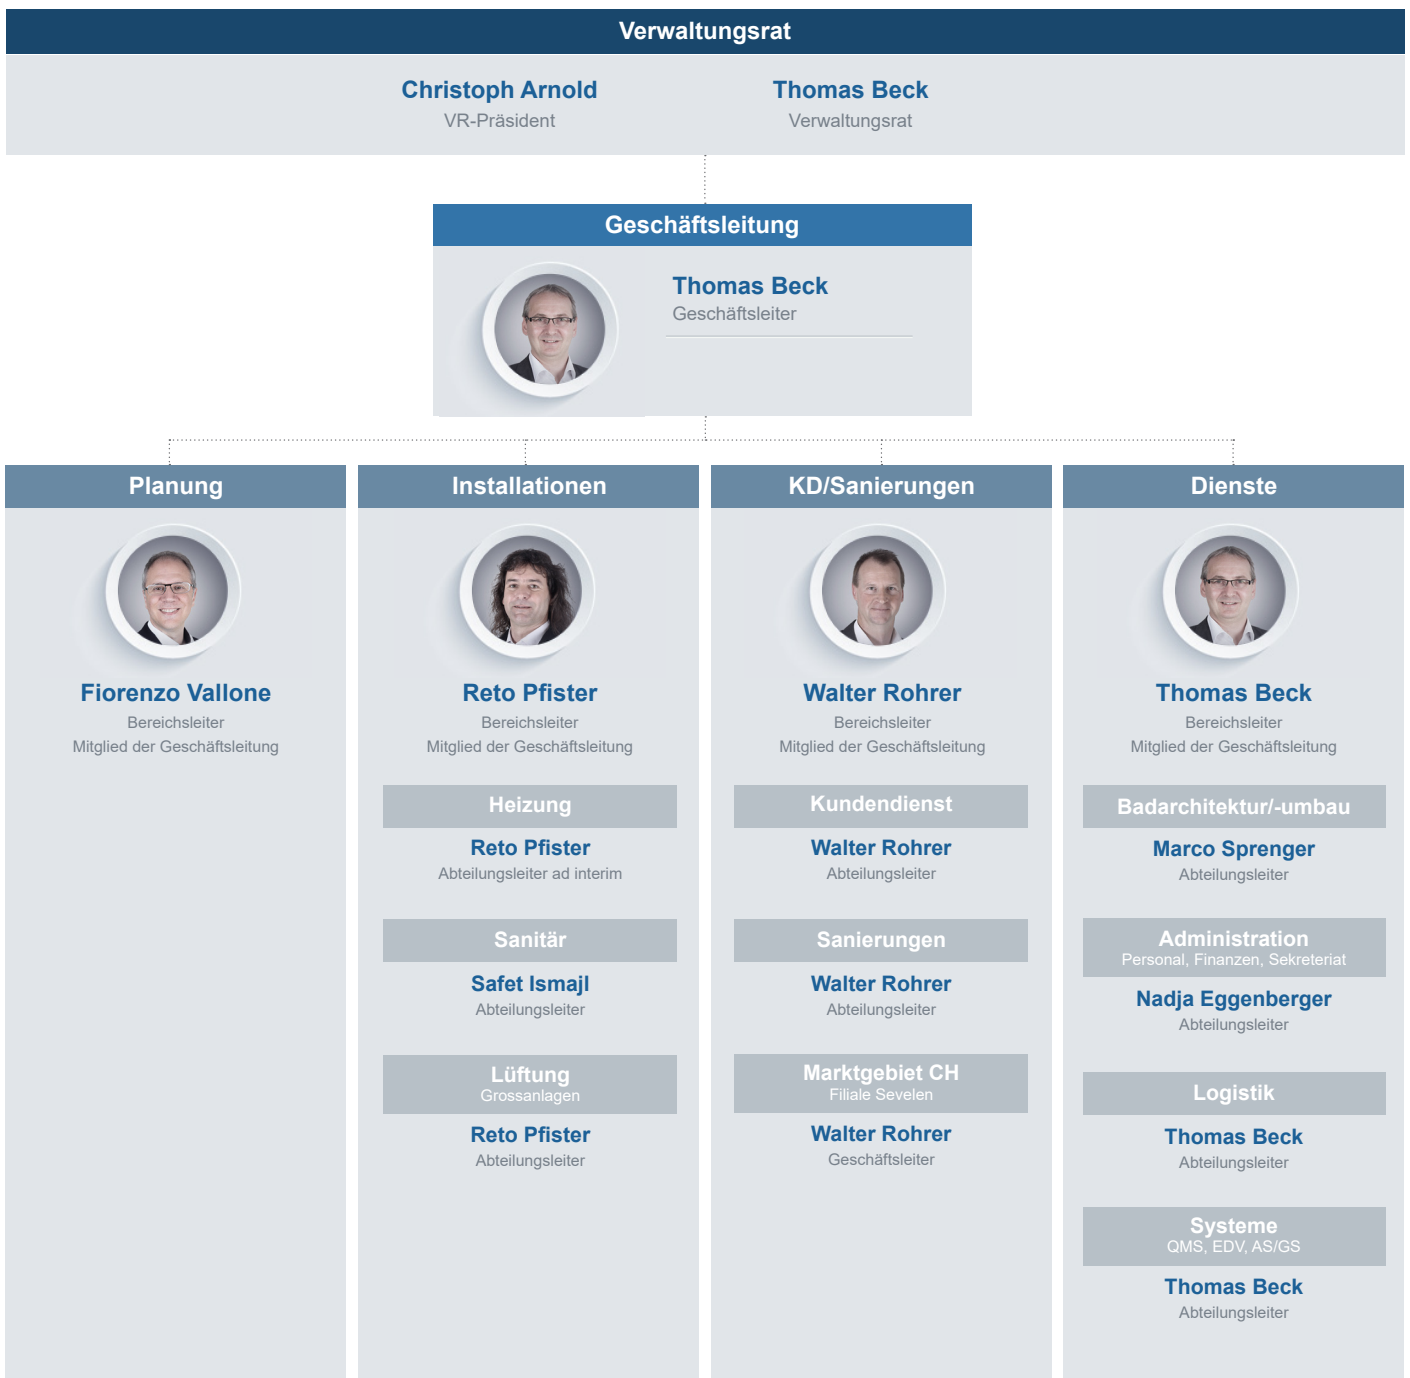 Verwaltungsrat
Christoph Arnold
VR-Präsident
Thomas Beck
Verwaltungsrat
Geschäftsleitung
Thomas Beck
Geschäftsleiter
Planung
Fiorenzo Vallone
Bereichsleiter
Mitglied der Geschäftsleitung
Installationen
Reto Pfister
Bereichsleiter
Mitglied der Geschäftsleitung
Heizung
Reto Pfister
Abteilungsleiter ad interim
Sanitär
Safet Ismajl
Abteilungsleiter
Lüftung
Grossanlagen
Reto Pfister
Abteilungsleiter
KD/Sanierungen
Walter Rohrer
Bereichsleiter
Mitglied der Geschäftsleitung
Kundendienst
Walter Rohrer
Abteilungsleiter
Sanierungen
Walter Rohrer
Abteilungsleiter
Marktgebiet CH
Filiale Sevelen
Walter Rohrer
Geschäftsleiter
Dienste
Thomas Beck
Bereichsleiter
Mitglied der Geschäftsleitung
Badarchitektur/-umbau
Marco Sprenger
Abteilungsleiter
Administration
Personal, Finanzen, Sekreteriat
Nadja Eggenberger
Abteilungsleiter
Logistik
Thomas Beck
Abteilungsleiter
Systeme
QMS, EDV, AS/GS
Thomas Beck
Abteilungsleiter